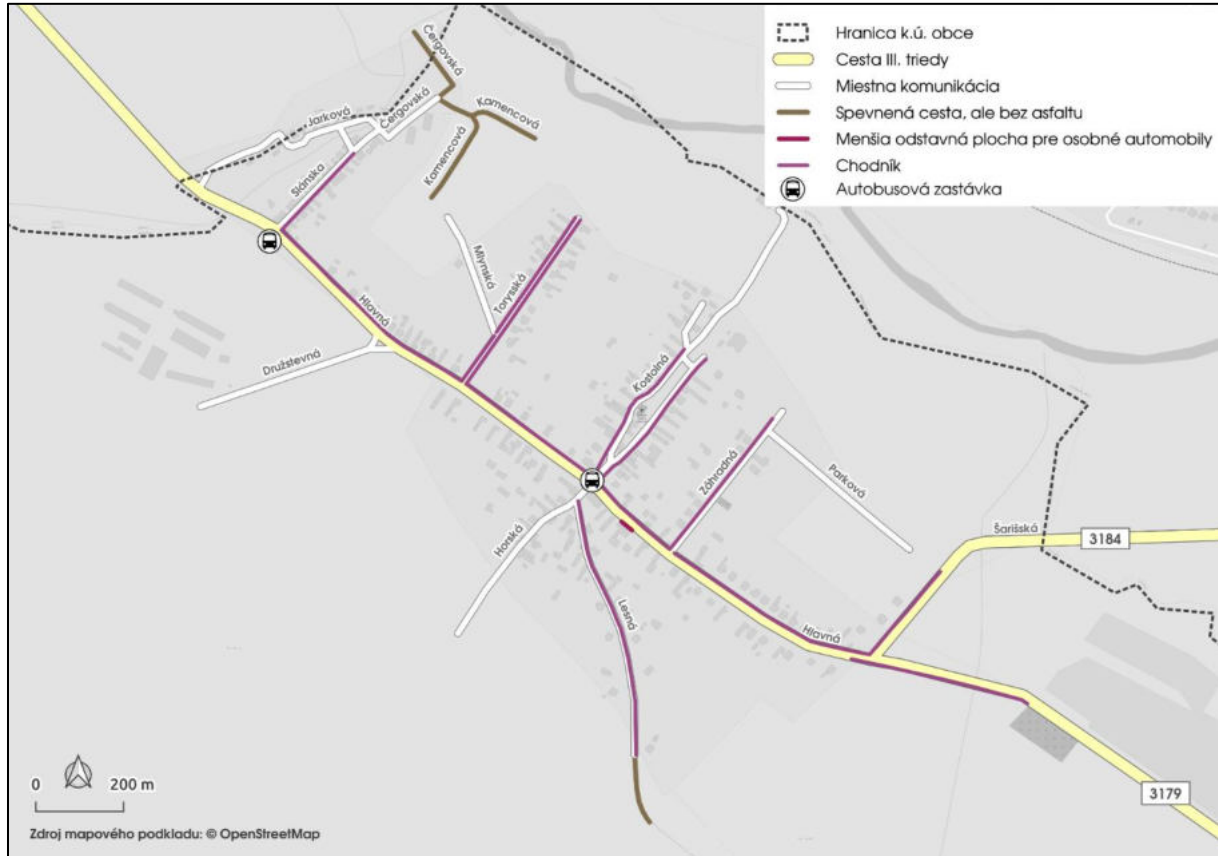 Hranica k.ú. obce
Cesta III. triedy
Miestna komunikácia
Spevnená cesta, ale bez asfaltu
Menšia odstavná plocha pre osobné automobily
Chodník
Autobusová zastávka
Čergovská
Čergovská
Kamencová
Jarková
Kamencová
Slánska
Mlynská
Torysská
Hlavná
Družstevná
Kostolná
Záhradná
Parková
Horská
Šarišská
3184
Lesná
Hlavná
3179
0 200 m
Zdroj mapového podkladu: © OpenStreetMap